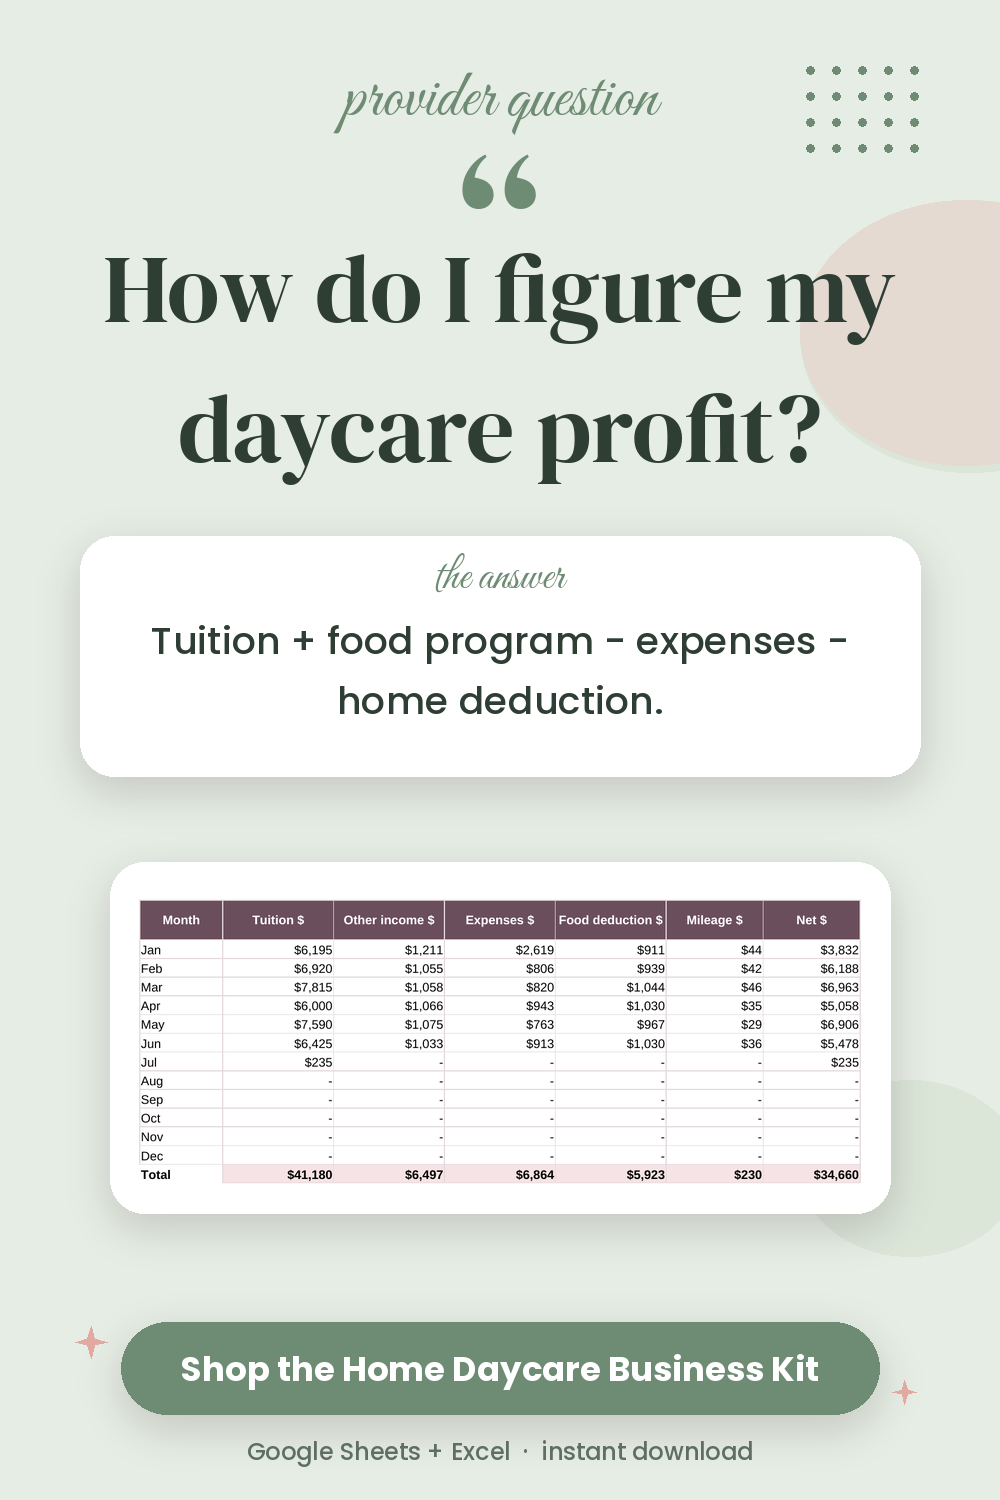 provider question
“
How do I figure my
daycare profit?
the answer
Tuition + food program - expenses -
home deduction.
Month Tuition $ Other income $ Expenses $ Food deduction $ Mileage $ Net $
Jan $6,195 $1,211 $2,619 $911 $44 $3,832
Feb $6,920 $1,055 $806 $939 $42 $6,188
Mar $7,815 $1,058 $820 $1,044 $46 $6,963
Apr $6,000 $1,066 $943 $1,030 $35 $5,058
May $7,590 $1,075 $763 $967 $29 $6,906
Jun $6,425 $1,033 $913 $1,030 $36 $5,478
Jul $235 - - - - $235
Aug - - - - - -
Sep - - - - - -
Oct - - - - - -
Nov - - - - - -
Dec - - - - - -
Total $41,180 $6,497 $6,864 $5,923 $230 $34,660
Shop the Home Daycare Business Kit
Google Sheets + Excel · instant download